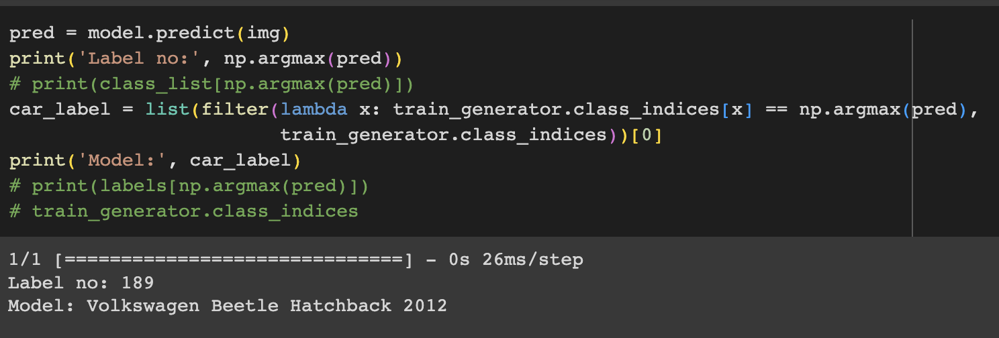 pred = model.predict(img)
print('Label no:', np.argmax(pred))
# print(class_list[np.argmax(pred)])
car_label = list(filter(lambda x: train_generator.class_indices[x] == np.argmax(pred),
                        train_generator.class_indices))[0]
print('Model:', car_label)
# print(labels[np.argmax(pred)])
# train_generator.class_indices
1/1 [==============================] - 0s 26ms/step
Label no: 189
Model: Volkswagen Beetle Hatchback 2012